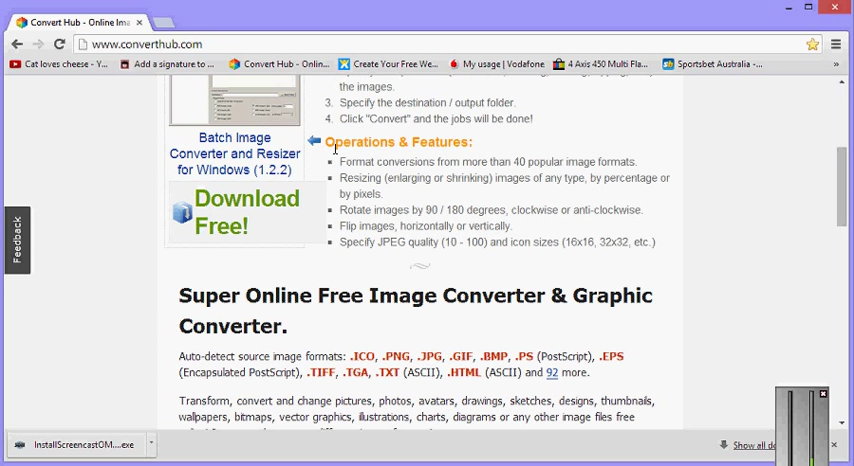 Convert Hub - Online Ima
www.converthub.com
Cat loves cheese - Y...
Add a signature to ...
Convert Hub - Onlin...
Create Your Free We...
My usage | Vodafone
4 Axis 450 Multi Fla...
Sportsbet Australia -...
»
the images.
3. Specify the destination / output folder.
4. Click "Convert" and the jobs will be done!
Batch Image
Converter and Resizer
for Windows (1.2.2)
Download
Free!
Operations & Features:
Format conversions from more than 40 popular image formats.
Resizing (enlarging or shrinking) images of any type, by percentage or
by pixels.
Rotate images by 90 / 180 degrees, clockwise or anti-clockwise.
Flip images, horizontally or vertically.
Specify JPEG quality (10 - 100) and icon sizes (16x16, 32x32, etc.)
Feedback
Super Online Free Image Converter & Graphic
Converter.
Auto-detect source image formats: .ICO, .PNG, .JPG, .GIF, .BMP, .PS (PostScript), .EPS
(Encapsulated PostScript), .TIFF, .TGA, .TXT (ASCII), .HTML (ASCII) and 92 more.
Transform, convert and change pictures, photos, avatars, drawings, sketches, designs, thumbnails,
wallpapers, bitmaps, vector graphics, illustrations, charts, diagrams or any other image files free
InstallScreencastOM....exe
Show all do